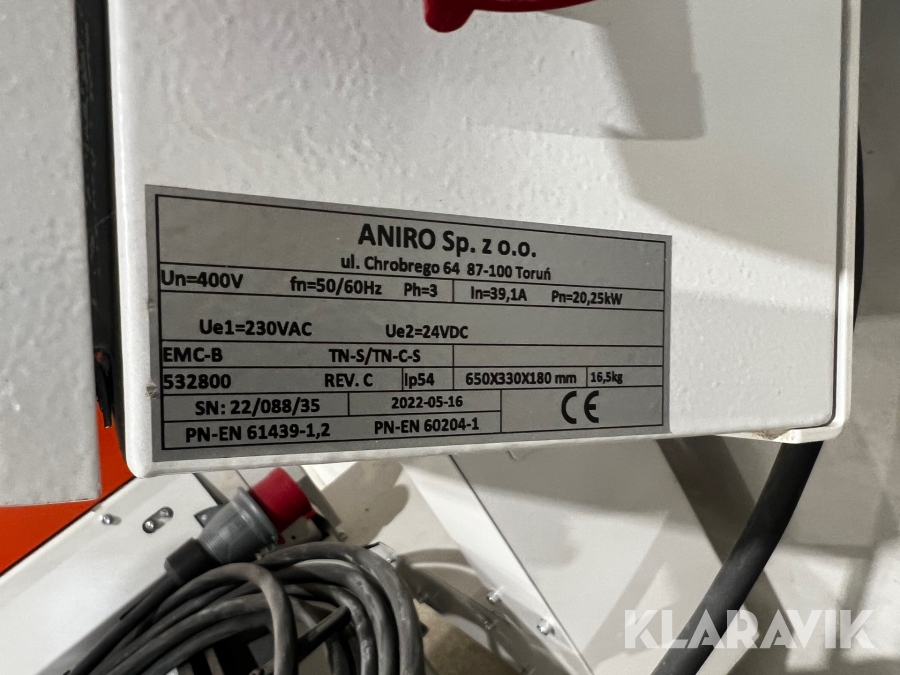 ANIRO Sp. z o.o.
ul. Chrobrego 64 87-100 Toruń
Un=400V fn=50/60Hz Ph=3 In=39,1A Pn=20,25kW
Ue1=230VAC Ue2=24VDC
EMC-B TN-S/TN-C-S
532800 REV. C Ip54 650X330X180 mm 16,5kg
SN: 22/088/35 2022-05-16 CE
PN-EN 61439-1,2 PN-EN 60204-1
KLARAVIK